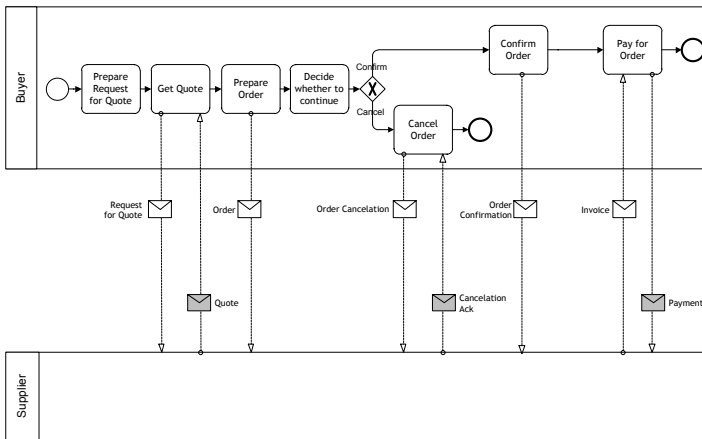 Buyer
Prepare
Request
for Quote
Get Quote
Prepare
Order
Decide
whether to
continue
Confirm
X
Cancel
Confirm
Order
Pay for
Order
Cancel
Order
Request
for Quote
Order
Order Cancelation
Order
Confirmation
Invoice
Quote
Cancelation
Ack
Payment
Supplier